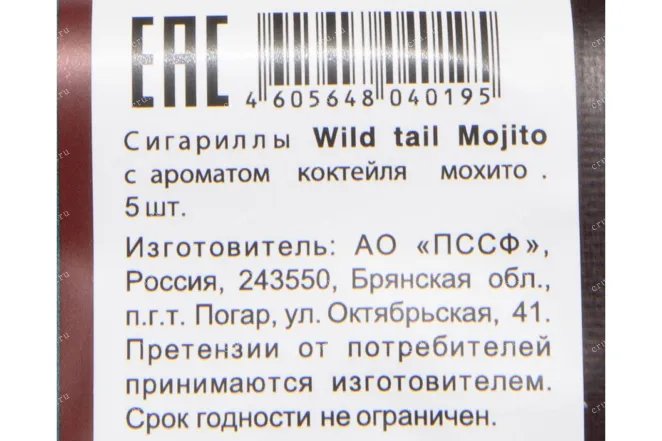 EAC
4 605648 040195
Сигариллы Wild tail Mojito
с ароматом коктейля мохито .
5 шт.
Изготовитель: АО «ПССФ»,
Россия, 243550, Брянская обл.,
п.г.т. Погар, ул. Октябрьская, 41.
Претензии от потребителей
принимаются изготовителем.
Срок годности не ограничен.